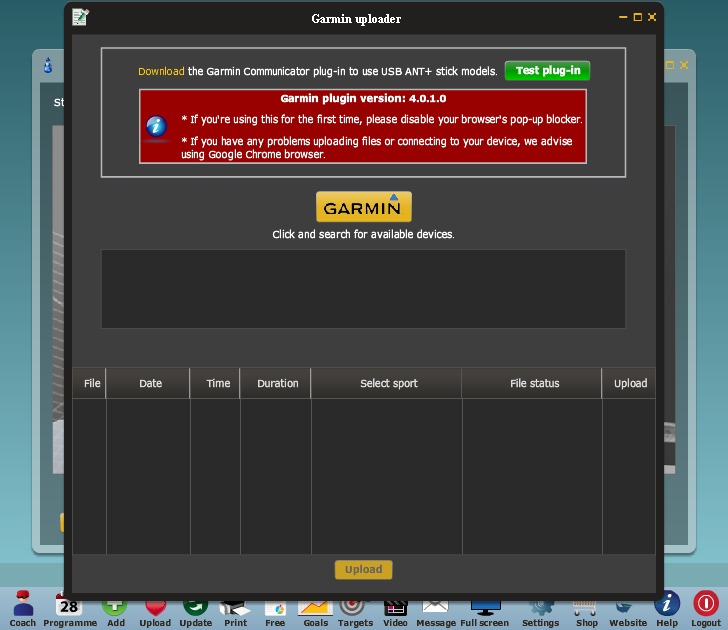 Garmin uploader
Download the Garmin Communicator plug-in to use USB ANT+ stick models.
Test plug-in
Garmin plugin version: 4.0.1.0
* If you're using this for the first time, please disable your browser's pop-up blocker.
* If you have any problems uploading files or connecting to your device, we advise
using Google Chrome browser.
GARMIN
Click and search for available devices.
St
File Date Time Duration Select sport File status Upload
Upload
28
Coach Programme Add Upload Update Print Free Goals Targets Video Message Full screen Settings Shop Website Help Logout